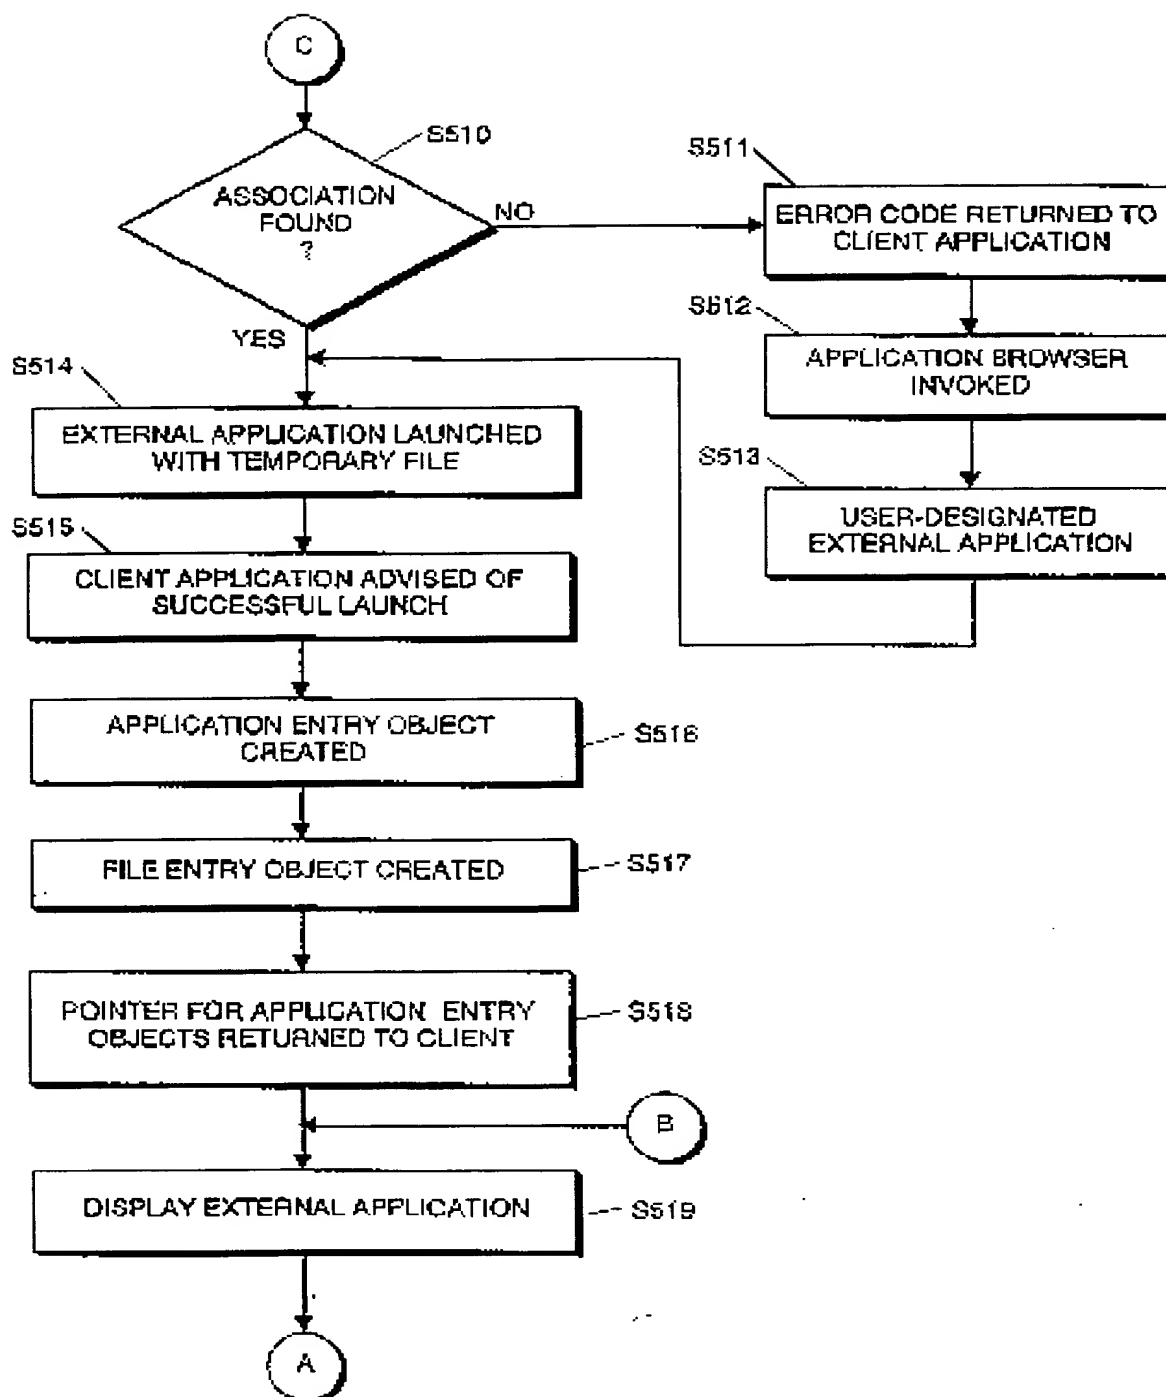 C
S510
ASSOCIATION
FOUND
?
NO
YES
S511
ERROR CODE RETURNED TO
CLIENT APPLICATION
S512
APPLICATION BROWSER
INVOKED
S513
USER-DESIGNATED
EXTERNAL APPLICATION
S514
EXTERNAL APPLICATION LAUNCHED
WITH TEMPORARY FILE
S515
CLIENT APPLICATION ADVISED OF
SUCCESSFUL LAUNCH
APPLICATION ENTRY OBJECT
CREATED
S516
FILE ENTRY OBJECT CREATED
S517
POINTER FOR APPLICATION ENTRY
OBJECTS RETURNED TO CLIENT
S518
B
DISPLAY EXTERNAL APPLICATION
S519
A